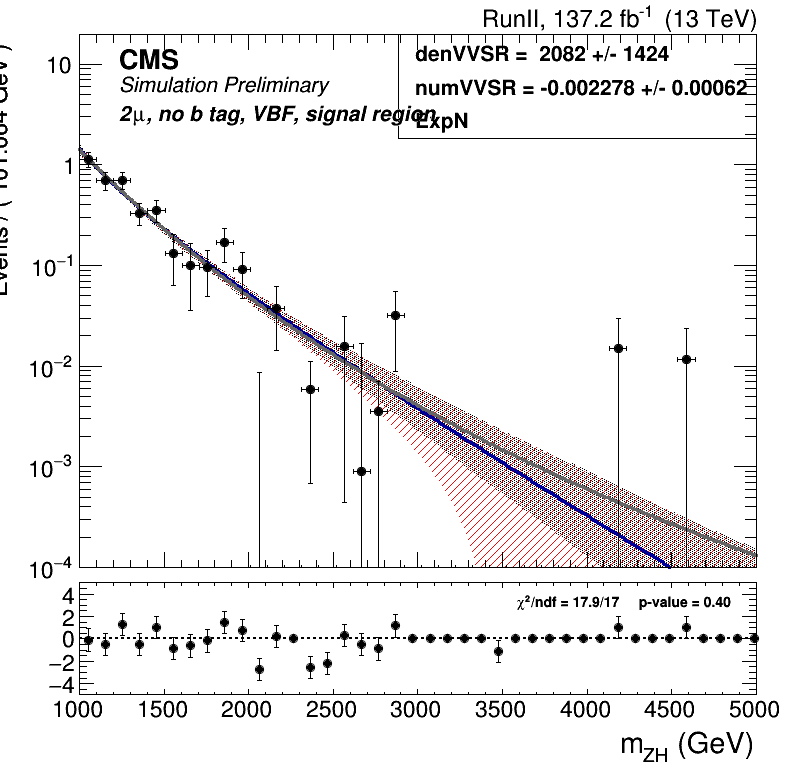 RunII, 137.2 fb⁻¹ (13 TeV)
CMS
Simulation Preliminary
2μ, no b tag, VBF, signal region
denVVSR = 2082 +/- 1424
numVVSR = -0.002278 +/- 0.00062
ExpN
10
1
10⁻¹
10⁻²
10⁻³
10⁻⁴
Events / (
χ²/ndf = 17.9/17 p-value = 0.40
4
2
0
−2
−4
1000 1500 2000 2500 3000 3500 4000 4500 5000
m_ZH (GeV)